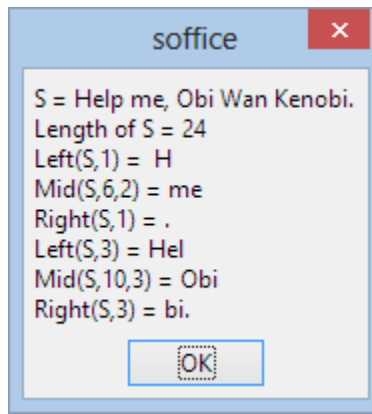 soffice
S = Help me, Obi Wan Kenobi.
Length of S = 24
Left(S,1) =  H
Mid(S,6,2) = me
Right(S,1) = .
Left(S,3) = Hel
Mid(S,10,3) = Obi
Right(S,3) = bi.
OK